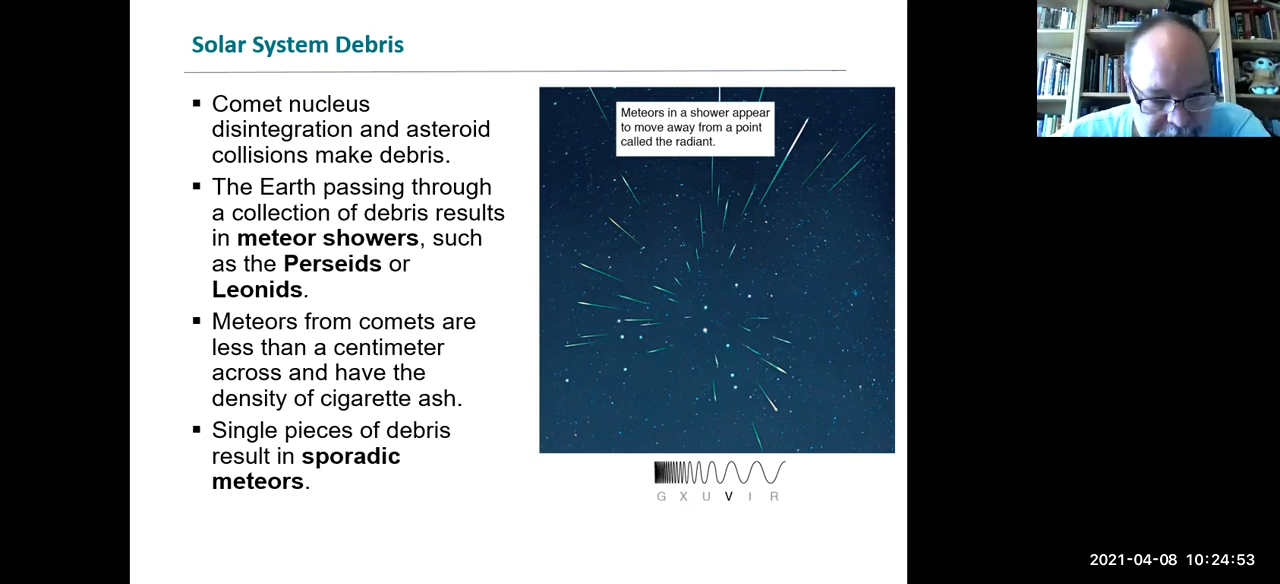 Solar System Debris
▪ Comet nucleus
disintegration and asteroid
collisions make debris.
▪ The Earth passing through
a collection of debris results
in meteor showers, such
as the Perseids or
Leonids.
▪ Meteors from comets are
less than a centimeter
across and have the
density of cigarette ash.
▪ Single pieces of debris
result in sporadic
meteors.
Meteors in a shower appear
to move away from a point
called the radiant.
G X U V I R
2021-04-08 10:24:53